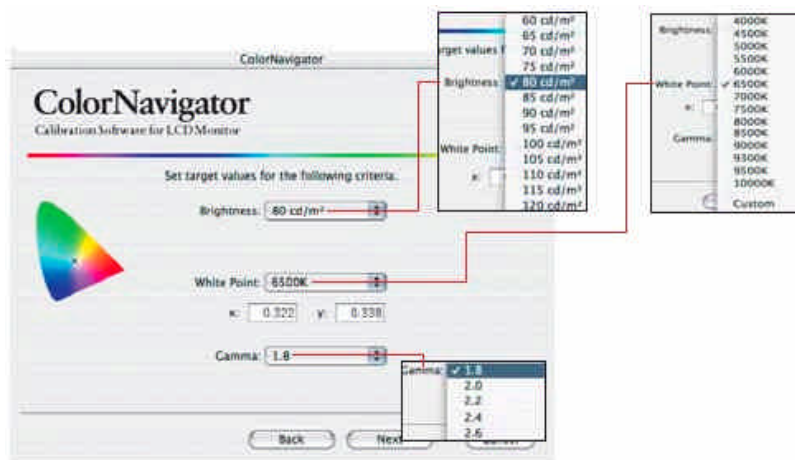 ColorNavigator
ColorNavigator
Calibration Software for LCD Monitor
Set target values for the following criteria.
Brightness: 80 cd/m²
White Point: 6500K
x: 0.322 y: 0.338
Gamma: 1.8
Back Next
60 cd/m²
65 cd/m²
rget values f
70 cd/m²
75 cd/m²
Brightness: ✓ 80 cd/m²
85 cd/m²
90 cd/m²
95 cd/m²
White Point:
100 cd/m²
105 cd/m²
x:
110 cd/m²
115 cd/m²
120 cd/m²
4000K
Brightness:
4500K
5000K
5500K
6000K
White Point: ✓ 6500K
7000K
x:
7500K
8000K
Gamma:
8500K
9000K
9300K
9500K
10000K
Custom
Gamma: ✓ 1.8
2.0
2.2
2.4
2.6